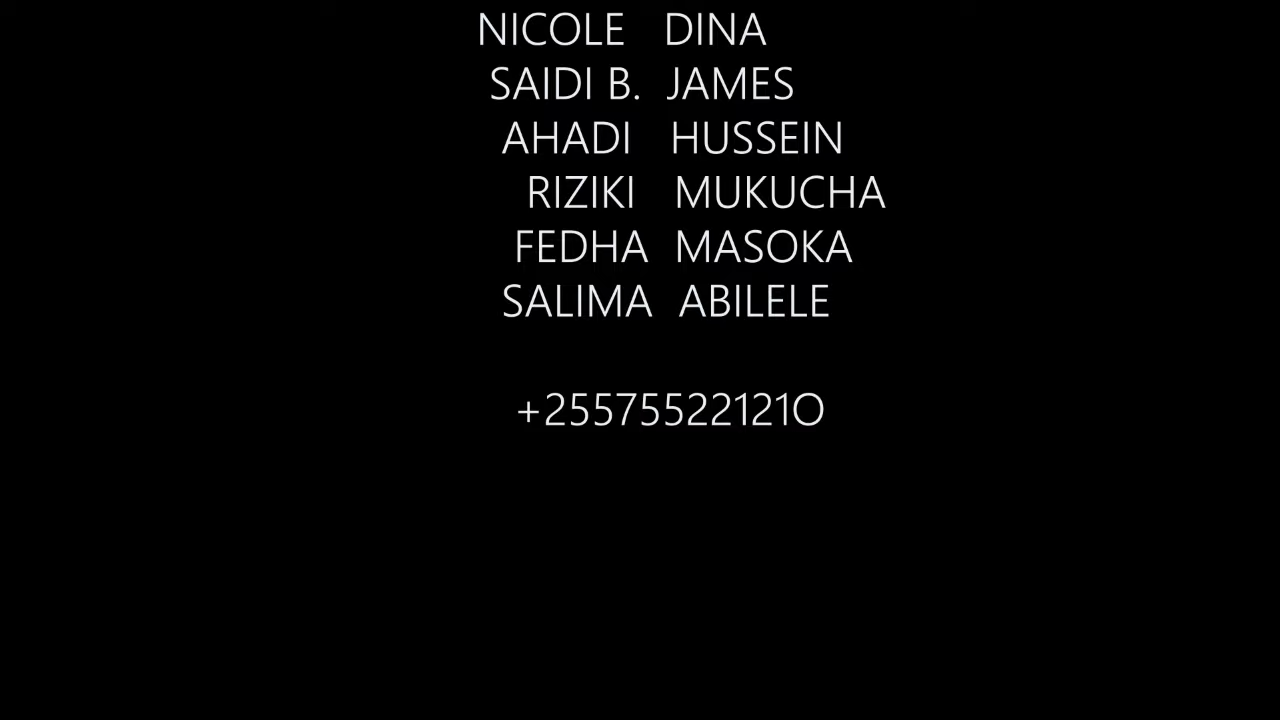 NICOLE DINA
SAIDI B. JAMES
AHADI HUSSEIN
RIZIKI MUKUCHA
FEDHA MASOKA
SALIMA ABILELE
+25575522121O